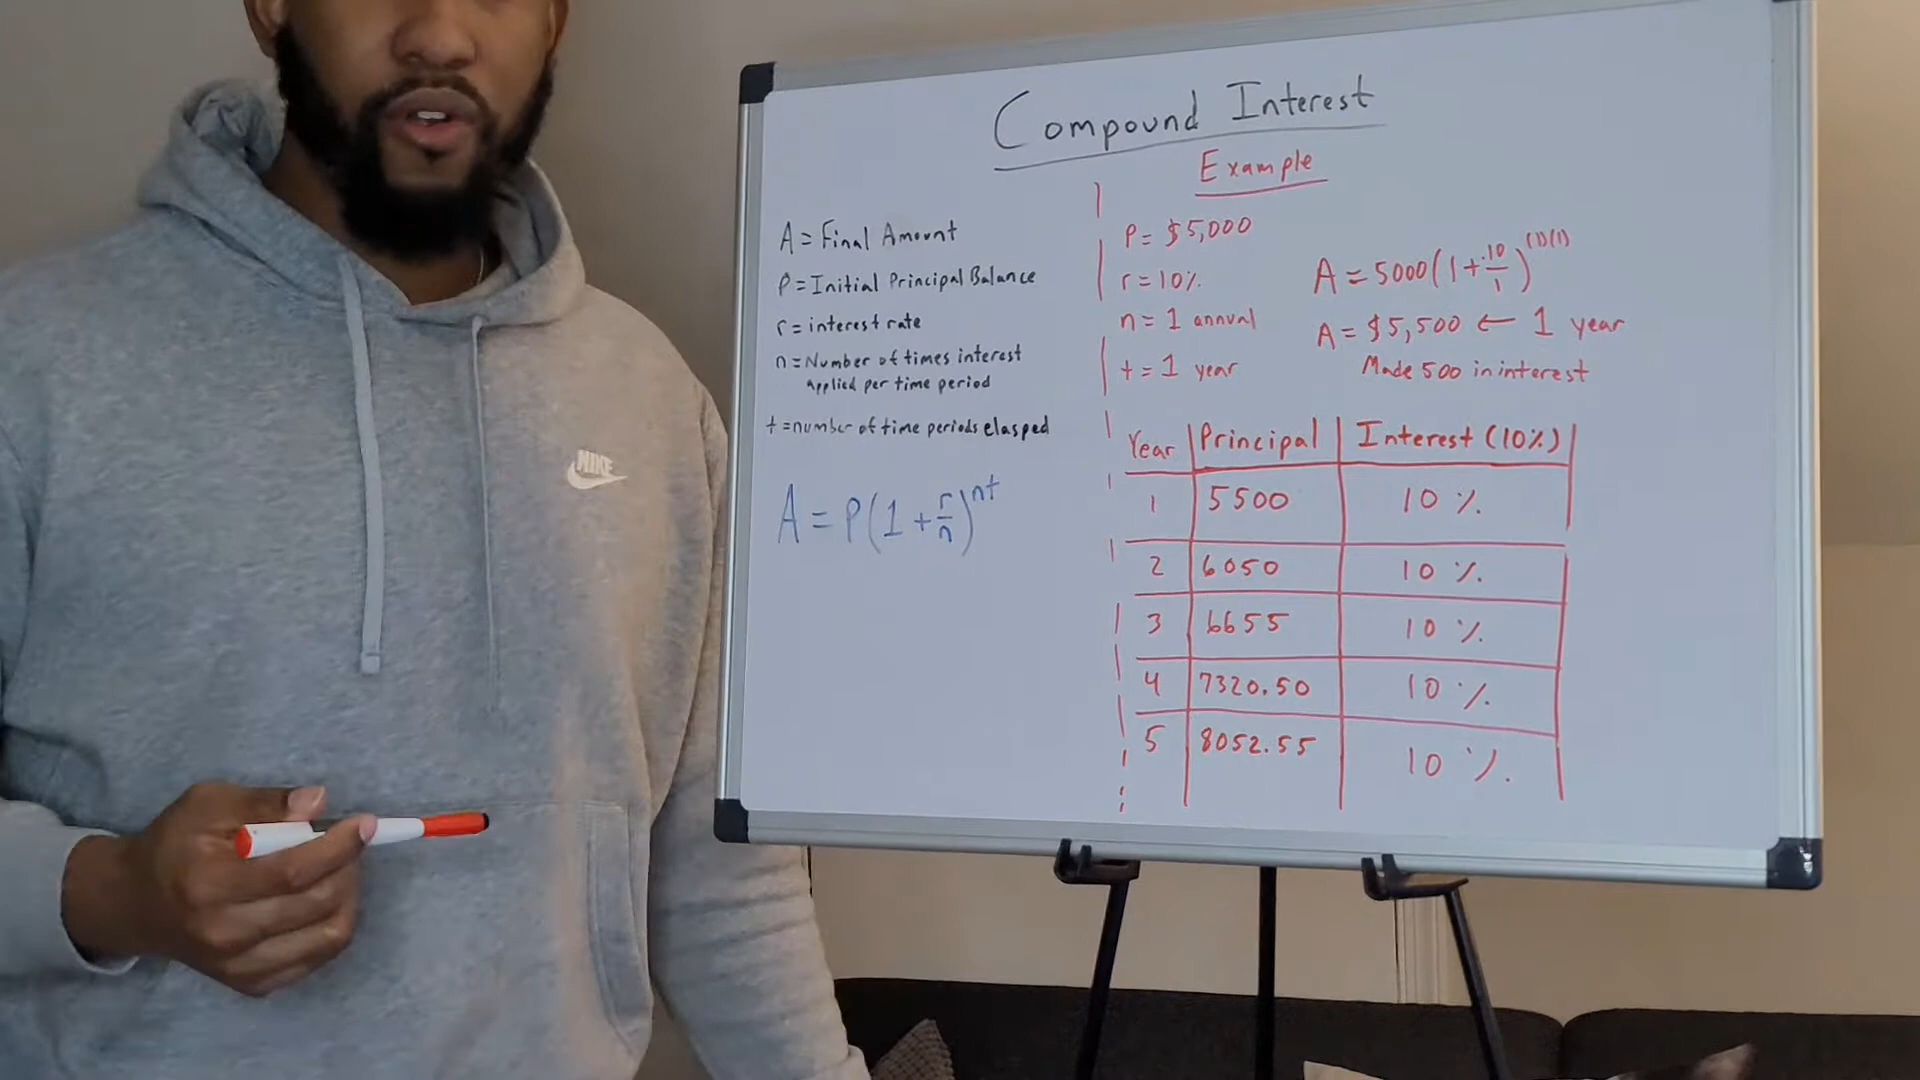 Compound Interest
Example
A = Final Amount
P = Initial Principal Balance
r = interest rate
n = Number of times interest
applied per time period
t = number of time periods elasped
A = P(1 + r/n)^nt
P = $5,000
r = 10%
n = 1 annual
t = 1 year
A = 5000(1 + .10/1)^(1)(1)
A = $5,500 ← 1 year
Made 500 in interest
Year Principal Interest (10%)
1 5500 10%
2 6050 10%
3 6655 10%
4 7320.50 10%
5 8052.55 10%
NIKE